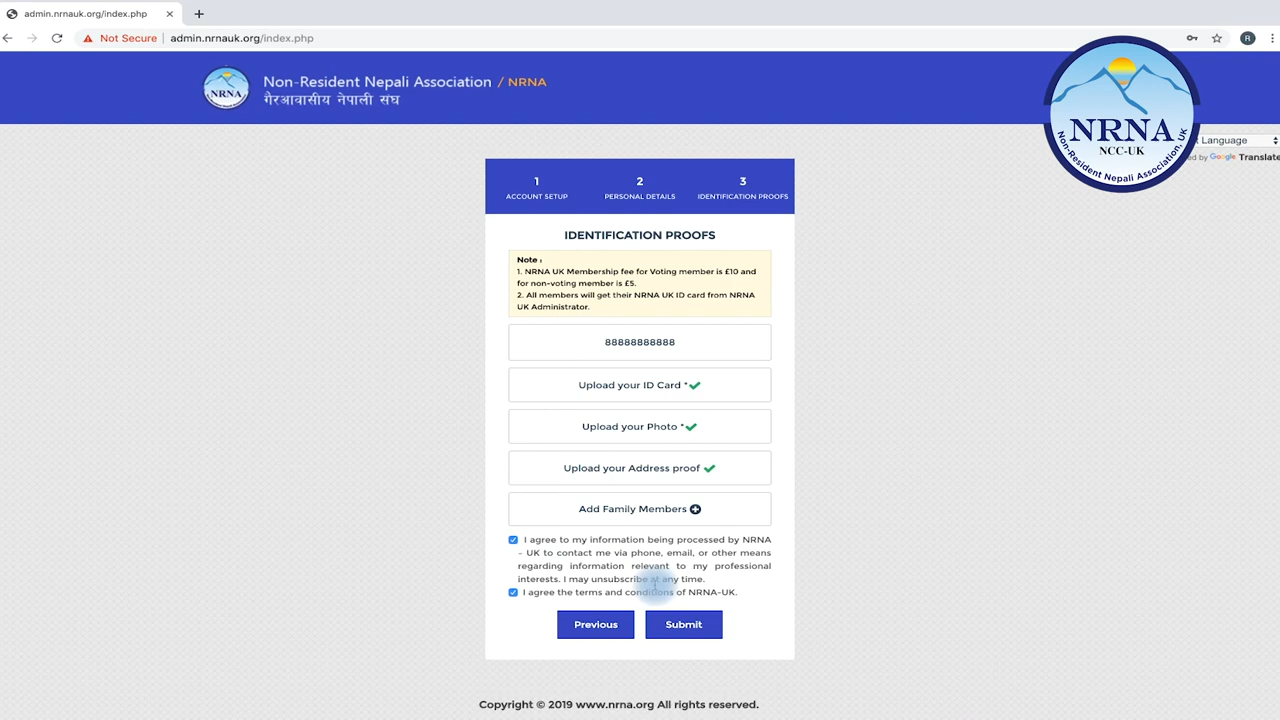 admin.nrnauk.org/index.php
Not Secure
admin.nrnauk.org/index.php
R
NRNA
Non-Resident Nepali Association / NRNA
गैरआवासीय नेपाली संघ
NRNA
NCC-UK
Non-Resident Nepali Association, UK
Language
Google Translate
1
2
3
ACCOUNT SETUP
PERSONAL DETAILS
IDENTIFICATION PROOFS
IDENTIFICATION PROOFS
Note :
1. NRNA UK Membership fee for Voting member is £10 and
for non-voting member is £5.
2. All members will get their NRNA UK ID card from NRNA
UK Administrator.
88888888888
Upload your ID Card *
Upload your Photo *
Upload your Address proof
Add Family Members
I agree to my information being processed by NRNA
- UK to contact me via phone, email, or other means
regarding information relevant to my professional
interests. I may unsubscribe at any time.
I agree the terms and conditions of NRNA-UK.
Previous
Submit
Copyright © 2019 www.nrna.org All rights reserved.